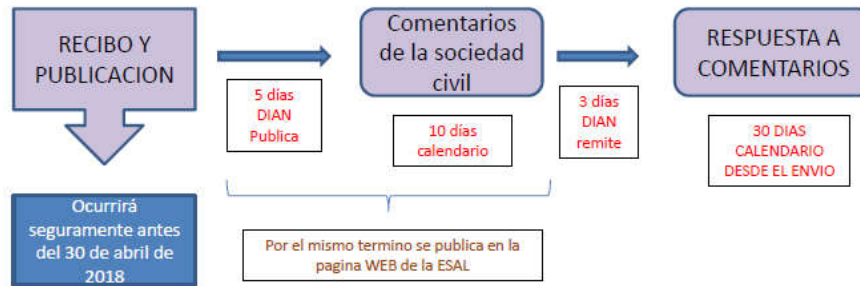 RECIBO Y
PUBLICACION
Comentarios
de la sociedad
civil
RESPUESTA A
COMENTARIOS
5 días
DIAN
Publica
10 días
calendario
3 días
DIAN
remite
30 DIAS
CALENDARIO
DESDE EL ENVIO
Ocurrirá
seguramente antes
del 30 de abril de
2018
Por el mismo termino se publica en la
pagina WEB de la ESAL